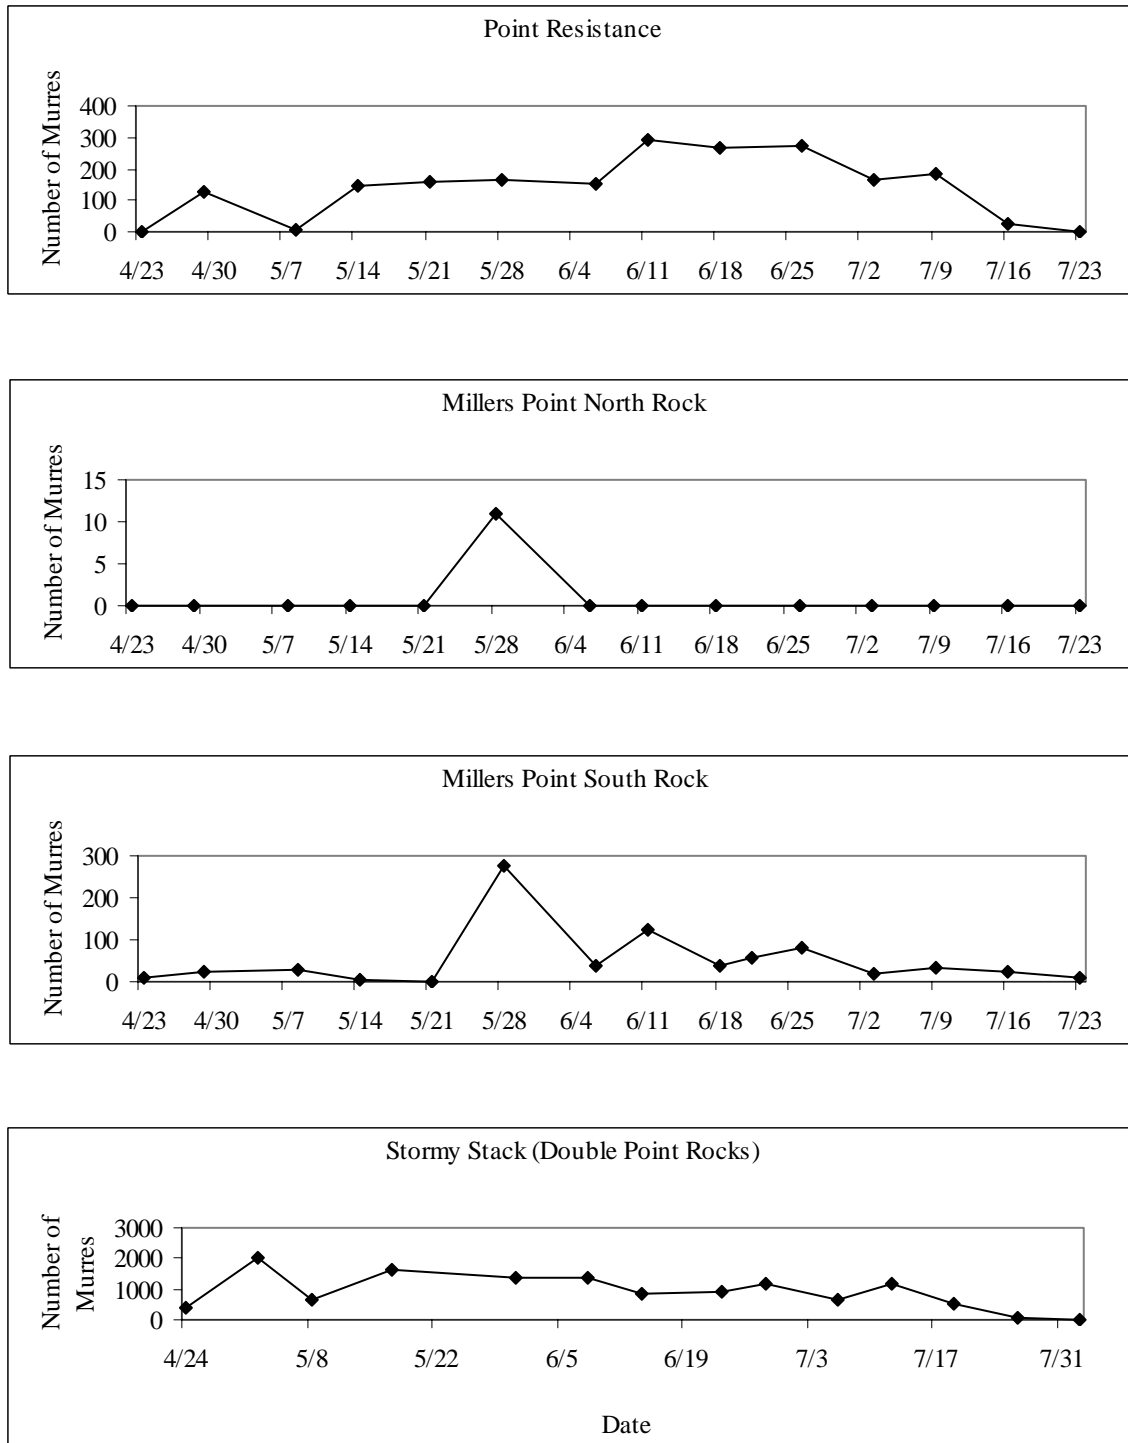 Point Resistance
Number of Murres
400
300
200
100
0
4/23 4/30 5/7 5/14 5/21 5/28 6/4 6/11 6/18 6/25 7/2 7/9 7/16 7/23
Millers Point North Rock
Number of Murres
15
10
5
0
4/23 4/30 5/7 5/14 5/21 5/28 6/4 6/11 6/18 6/25 7/2 7/9 7/16 7/23
Millers Point South Rock
Number of Murres
300
200
100
0
4/23 4/30 5/7 5/14 5/21 5/28 6/4 6/11 6/18 6/25 7/2 7/9 7/16 7/23
Stormy Stack (Double Point Rocks)
Number of
Murres
3000
2000
1000
0
4/24 5/8 5/22 6/5 6/19 7/3 7/17 7/31
Date